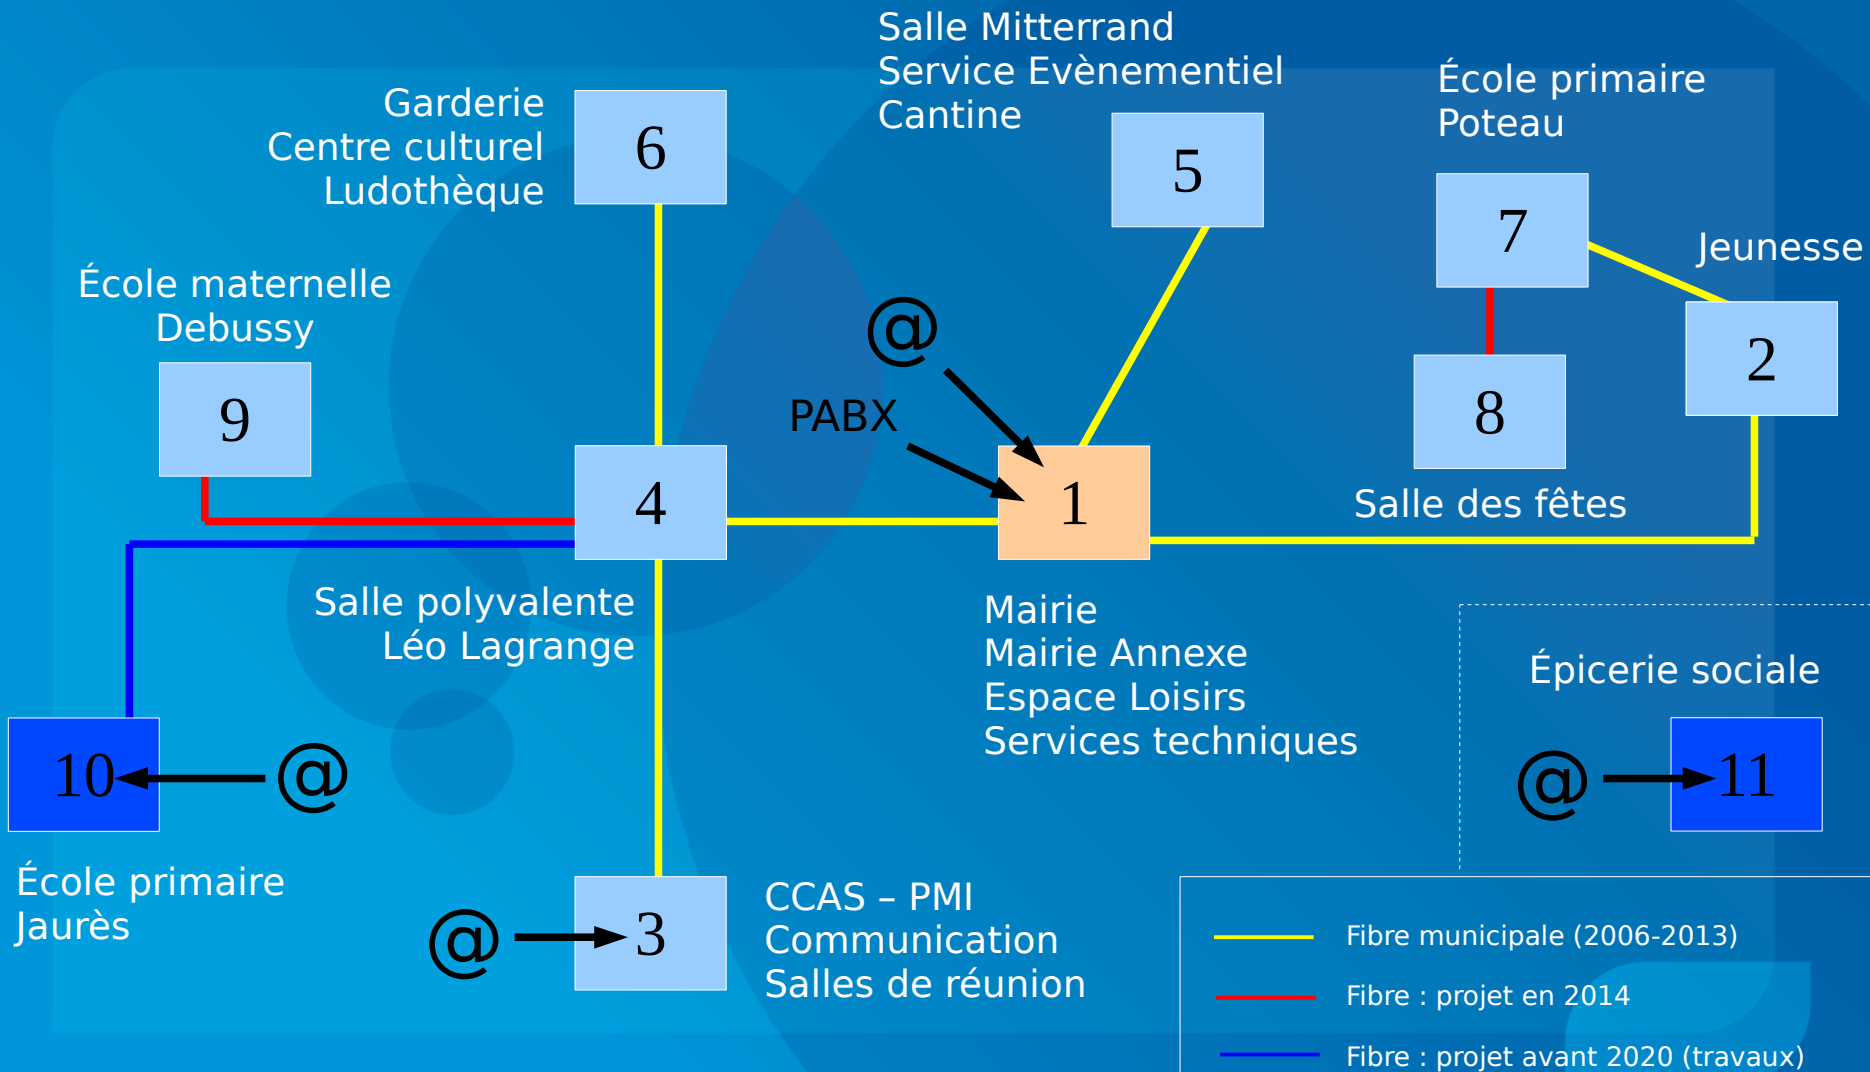 Salle Mitterrand
Service Evènementiel
Cantine
5
École primaire
Poteau
7
Jeunesse
2
8
Salle des fêtes
Garderie
Centre culturel
Ludothèque
6
École maternelle
Debussy
9
@
PABX
4
1
Salle polyvalente
Léo Lagrange
Mairie
Mairie Annexe
Espace Loisirs
Services techniques
Épicerie sociale
@
11
10
@
École primaire
Jaurès
@
3
CCAS – PMI
Communication
Salles de réunion
Fibre municipale (2006-2013)
Fibre : projet en 2014
Fibre : projet avant 2020 (travaux)